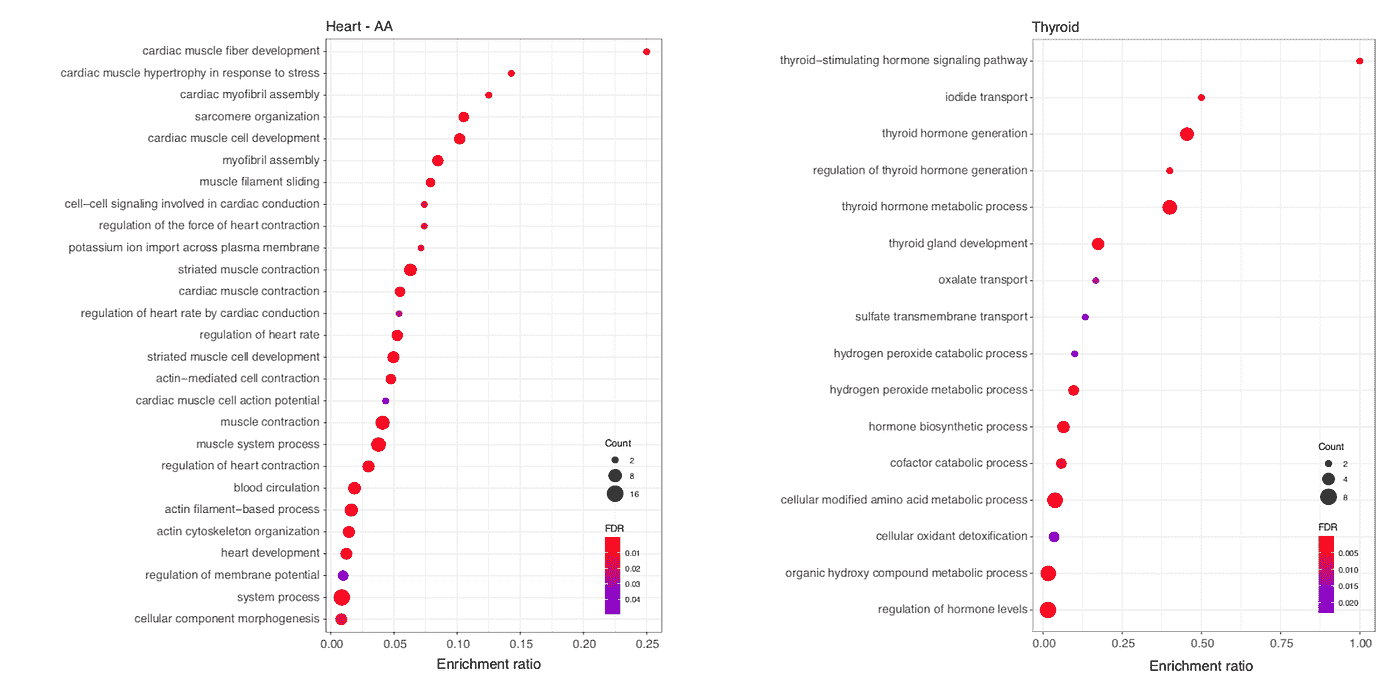 Heart - AA
cardiac muscle fiber development
cardiac muscle hypertrophy in response to stress
cardiac myofibril assembly
sarcomere organization
cardiac muscle cell development
myofibril assembly
muscle filament sliding
cell–cell signaling involved in cardiac conduction
regulation of the force of heart contraction
potassium ion import across plasma membrane
striated muscle contraction
cardiac muscle contraction
regulation of heart rate by cardiac conduction
regulation of heart rate
striated muscle cell development
actin–mediated cell contraction
cardiac muscle cell action potential
muscle contraction
muscle system process
regulation of heart contraction
blood circulation
actin filament–based process
actin cytoskeleton organization
heart development
regulation of membrane potential
system process
cellular component morphogenesis
Count
2
8
16
FDR
0.01
0.02
0.03
0.04
0.00 0.05 0.10 0.15 0.20 0.25
Enrichment ratio
Thyroid
thyroid–stimulating hormone signaling pathway
iodide transport
thyroid hormone generation
regulation of thyroid hormone generation
thyroid hormone metabolic process
thyroid gland development
oxalate transport
sulfate transmembrane transport
hydrogen peroxide catabolic process
hydrogen peroxide metabolic process
hormone biosynthetic process
cofactor catabolic process
cellular modified amino acid metabolic process
cellular oxidant detoxification
organic hydroxy compound metabolic process
regulation of hormone levels
Count
2
4
8
FDR
0.005
0.010
0.015
0.020
0.00 0.25 0.50 0.75 1.00
Enrichment ratio